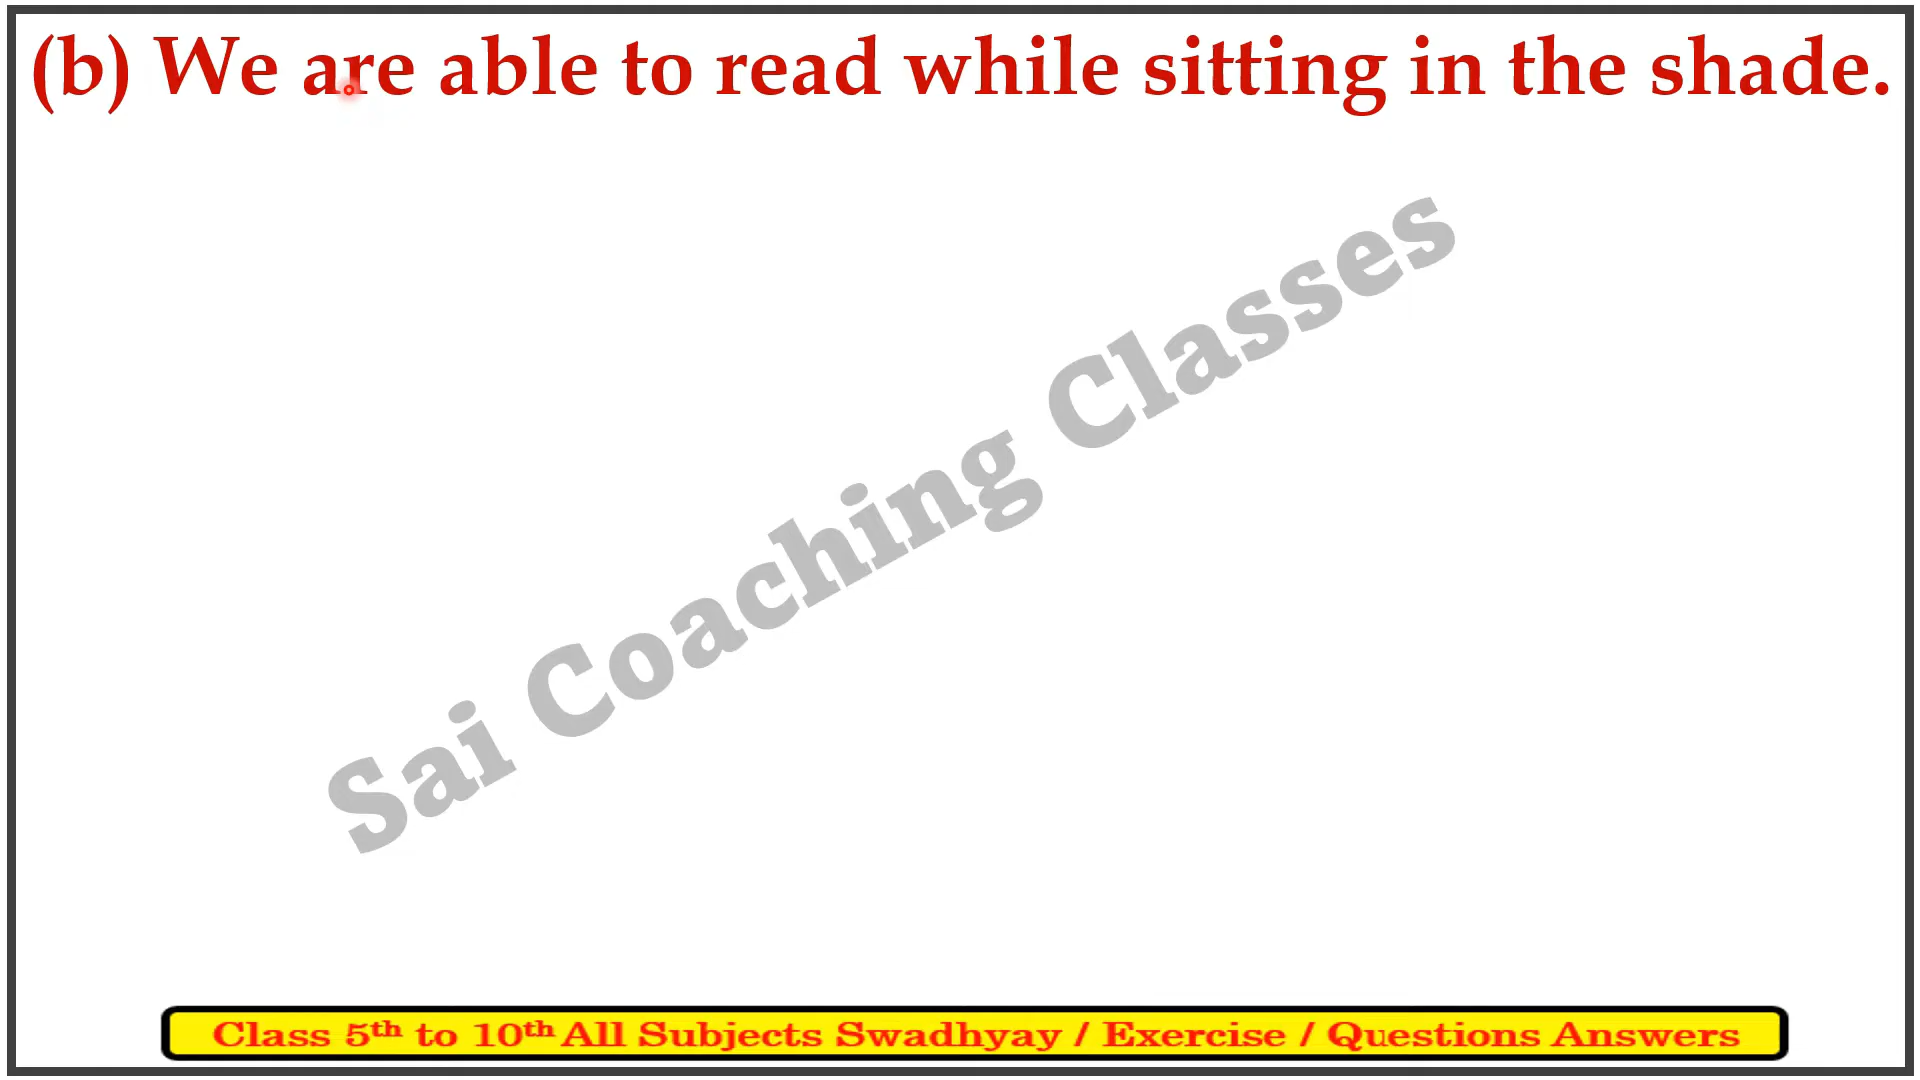 (b) We are able to read while sitting in the shade.
Sai Coaching Classes
Class 5th to 10th All Subjects Swadhyay / Exercise / Questions Answers